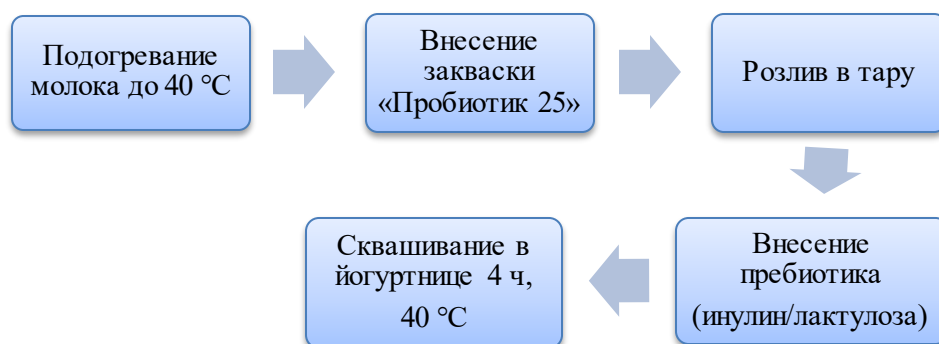 Подогревание
молока до 40 °С
Внесение
закваски
«Пробиотик 25»
Розлив в тару
Внесение
пребиотика
(инулин/лактулоза)
Сквашивание в
йогуртнице 4 ч,
40 °С